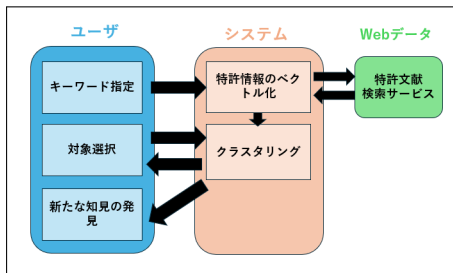 ユーザ
システム
Webデータ
キーワード指定
特許情報のベク
トル化
特許文献
検索サービス
対象選択
クラスタリング
新たな知見の発
見